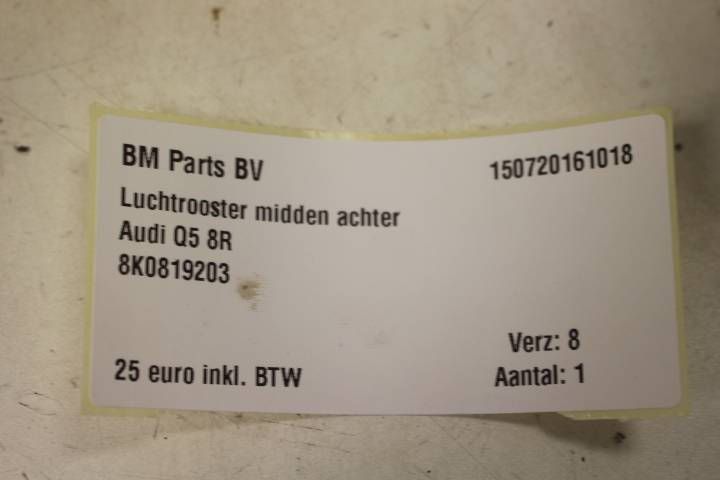 BM Parts BV
150720161018
Luchtrooster midden achter
Audi Q5 8R
8K0819203
Verz: 8
25 euro inkl. BTW
Aantal: 1